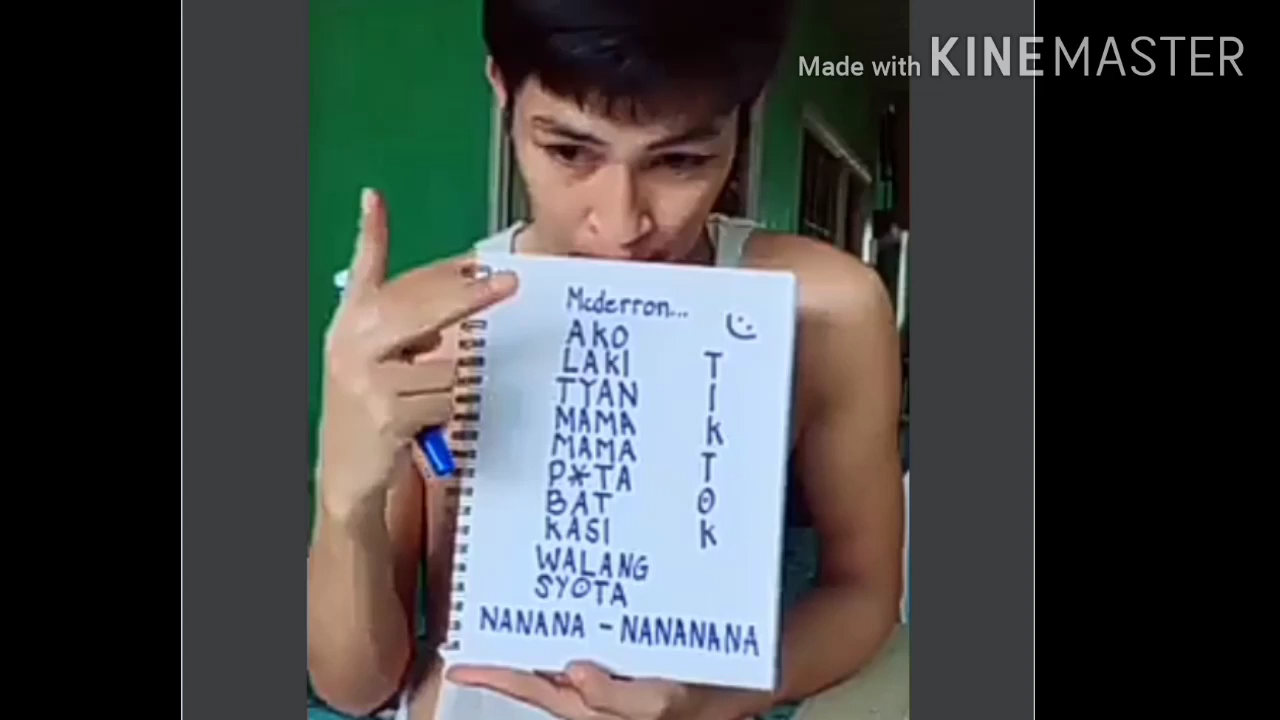 Made with KINEMASTER
Mcderron...
AKO
LAKI
TYAN
MAMA
MAMA
P*TA
BAT
KASI
WALANG
SYOTA
NANANA - NANANANA
TIKTOK